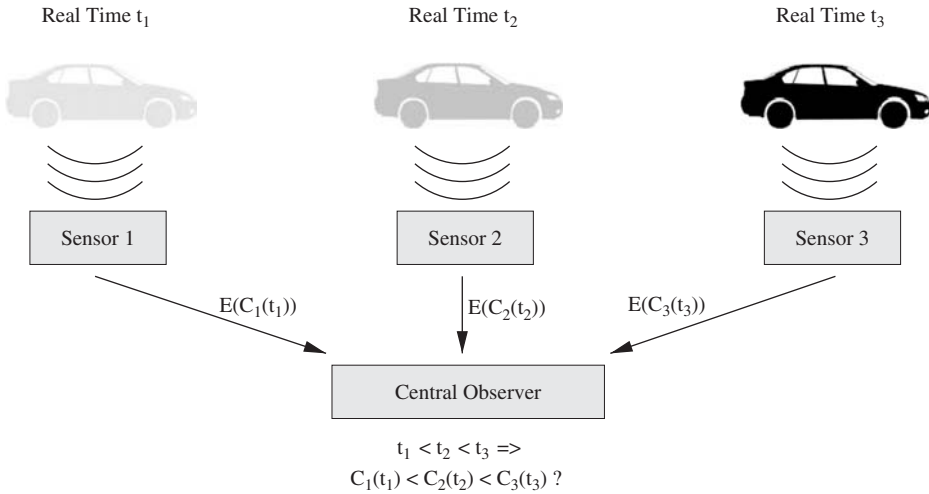 Real Time t₁
Real Time t₂
Real Time t₃
Sensor 1
Sensor 2
Sensor 3
E(C₁(t₁))
E(C₂(t₂))
E(C₃(t₃))
Central Observer
t₁ < t₂ < t₃ =>
C₁(t₁) < C₂(t₂) < C₃(t₃) ?